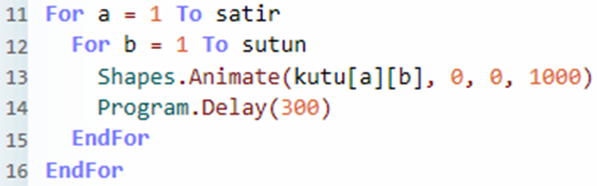 11 For a = 1 To satir
12 For b = 1 To sutun
13 Shapes.Animate(kutu[a][b], 0, 0, 1000)
14 Program.Delay(300)
15 EndFor
16 EndFor